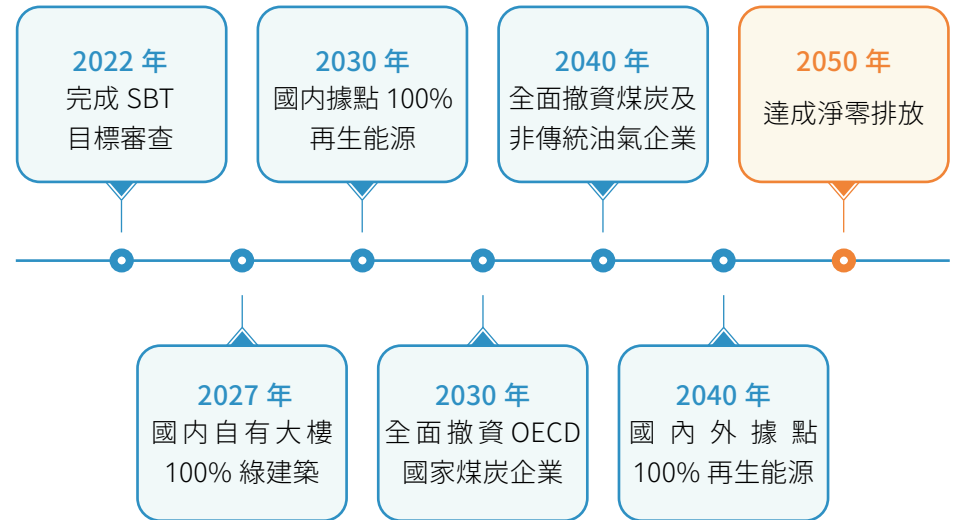 2022 年
完成 SBT
目標審查
2030 年
國內據點 100%
再生能源
2040 年
全面撤資煤炭及
非傳統油氣企業
2050 年
達成淨零排放
2027 年
國內自有大樓
100% 綠建築
2030 年
全面撤資 OECD
國家煤炭企業
2040 年
國內外據點
100% 再生能源